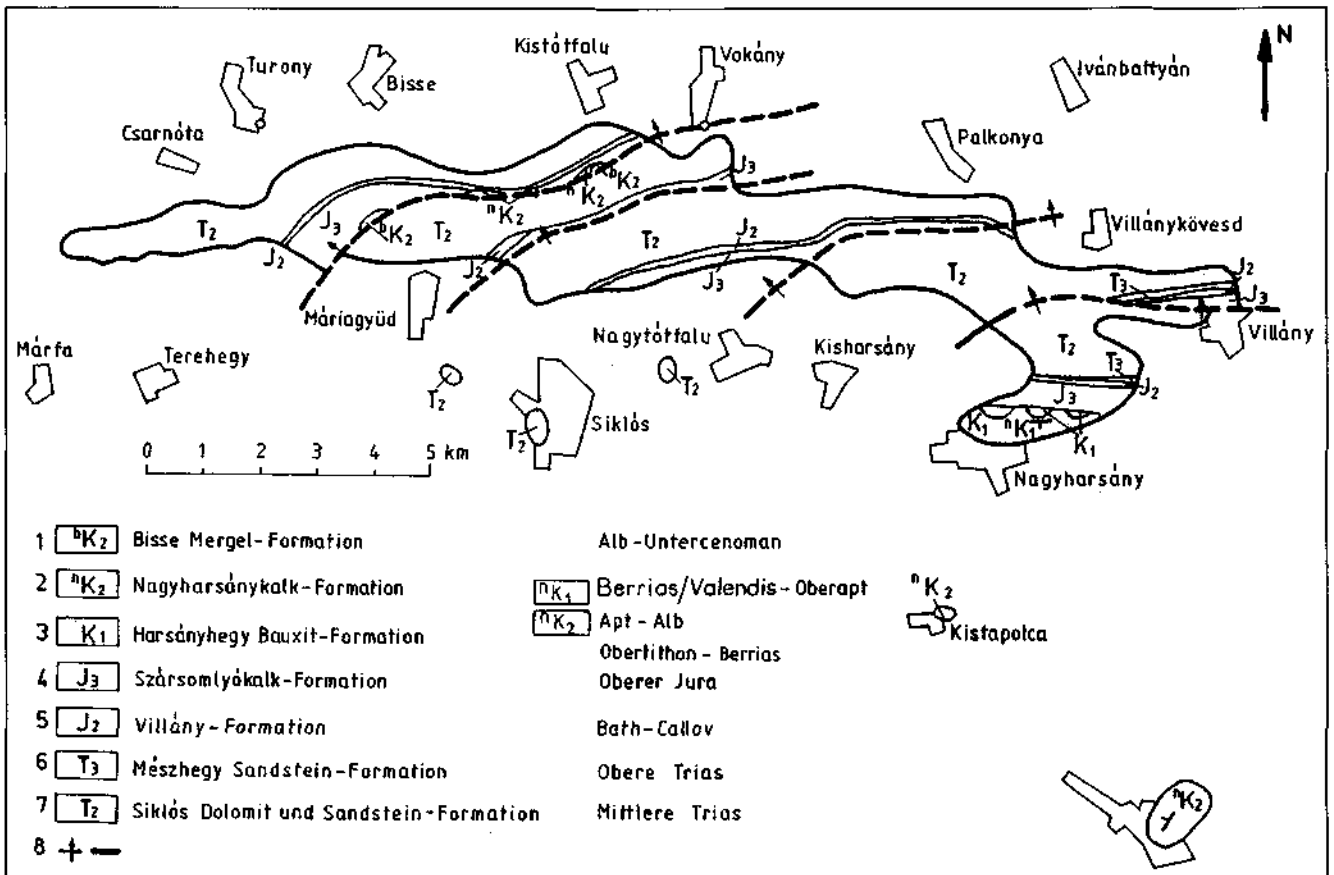 N
Turony
Bisse
Kistótfalu
Vokány
Ivánbattyán
Csarnóta
Palkonya
Villánykövesd
T₂
J₂
J₃
ᵇK₂
T₂
ⁿK₂
ⁿK₂
ᵇK₂
J₃
J₂
T₂
J₂
J₃
T₂
T₃
J₂
J₃
Villány
Máriagyüd
Nagytótfalu
Kisharsány
Márfa
Terehegy
T₂
T₂
Siklós
T₂
T₂
T₃
J₂
J₃
K₁
ⁿK₁
K₁
Nagyharsány
0 1 2 3 4 5 km
1 ᵇK₂ Bisse Mergel-Formation Alb-Untercenoman
2 ⁿK₂ Nagyharsánykalk-Formation ⁿK₁ Berrias/Valendis-Oberapt
ⁿK₂ Apt-Alb
3 K₁ Harsányhegy Bauxit-Formation Obertithon-Berrias
4 J₃ Szársomlyókalk-Formation Oberer Jura
5 J₂ Villány-Formation Bath-Callov
6 T₃ Mészhegy Sandstein-Formation Obere Trias
7 T₂ Siklós Dolomit und Sandstein-Formation Mittlere Trias
8
ⁿK₂
Kistapolca
ⁿK₂